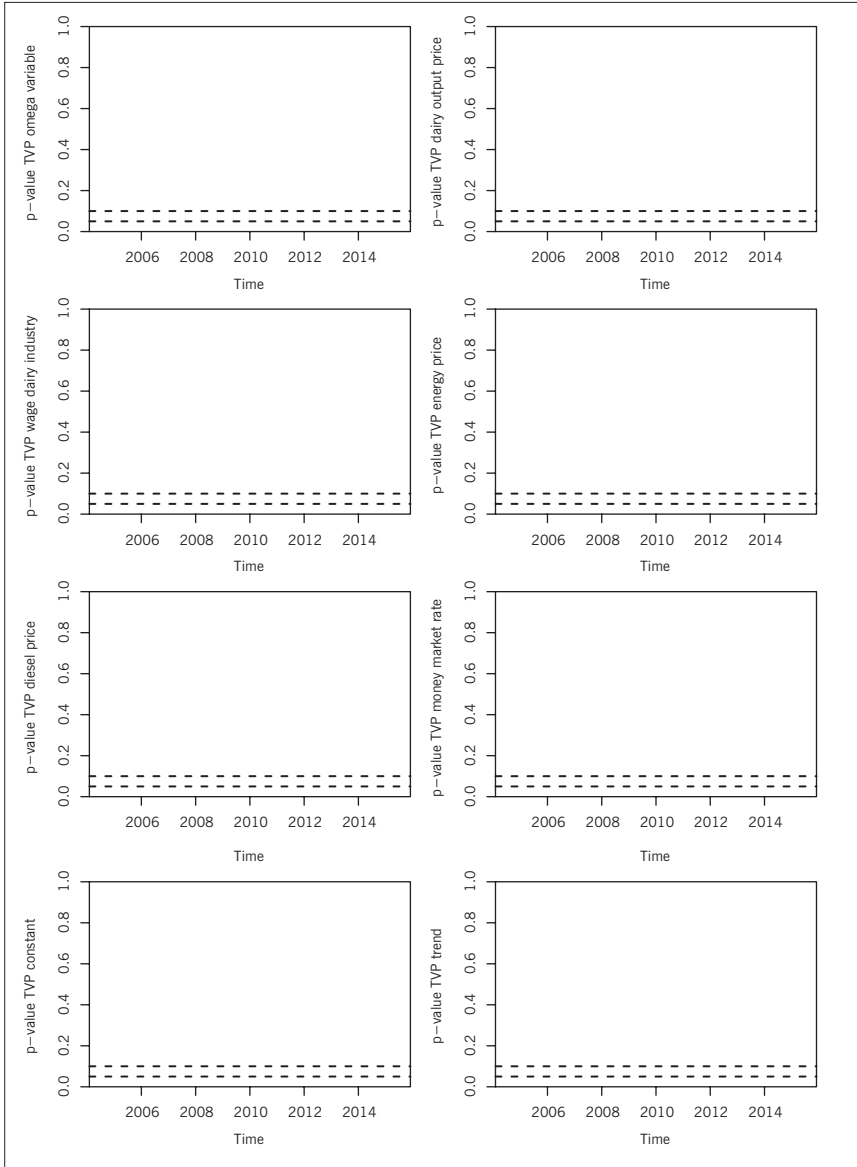 p−value TVP omega variable
0.0 0.2 0.4 0.6 0.8 1.0
2006 2008 2010 2012 2014
Time
p−value TVP dairy output price
0.0 0.2 0.4 0.6 0.8 1.0
2006 2008 2010 2012 2014
Time
p−value TVP wage dairy industry
0.0 0.2 0.4 0.6 0.8 1.0
2006 2008 2010 2012 2014
Time
p−value TVP energy price
0.0 0.2 0.4 0.6 0.8 1.0
2006 2008 2010 2012 2014
Time
p−value TVP diesel price
0.0 0.2 0.4 0.6 0.8 1.0
2006 2008 2010 2012 2014
Time
p−value TVP money market rate
0.0 0.2 0.4 0.6 0.8 1.0
2006 2008 2010 2012 2014
Time
p−value TVP constant
0.0 0.2 0.4 0.6 0.8 1.0
2006 2008 2010 2012 2014
Time
p−value TVP trend
0.0 0.2 0.4 0.6 0.8 1.0
2006 2008 2010 2012 2014
Time